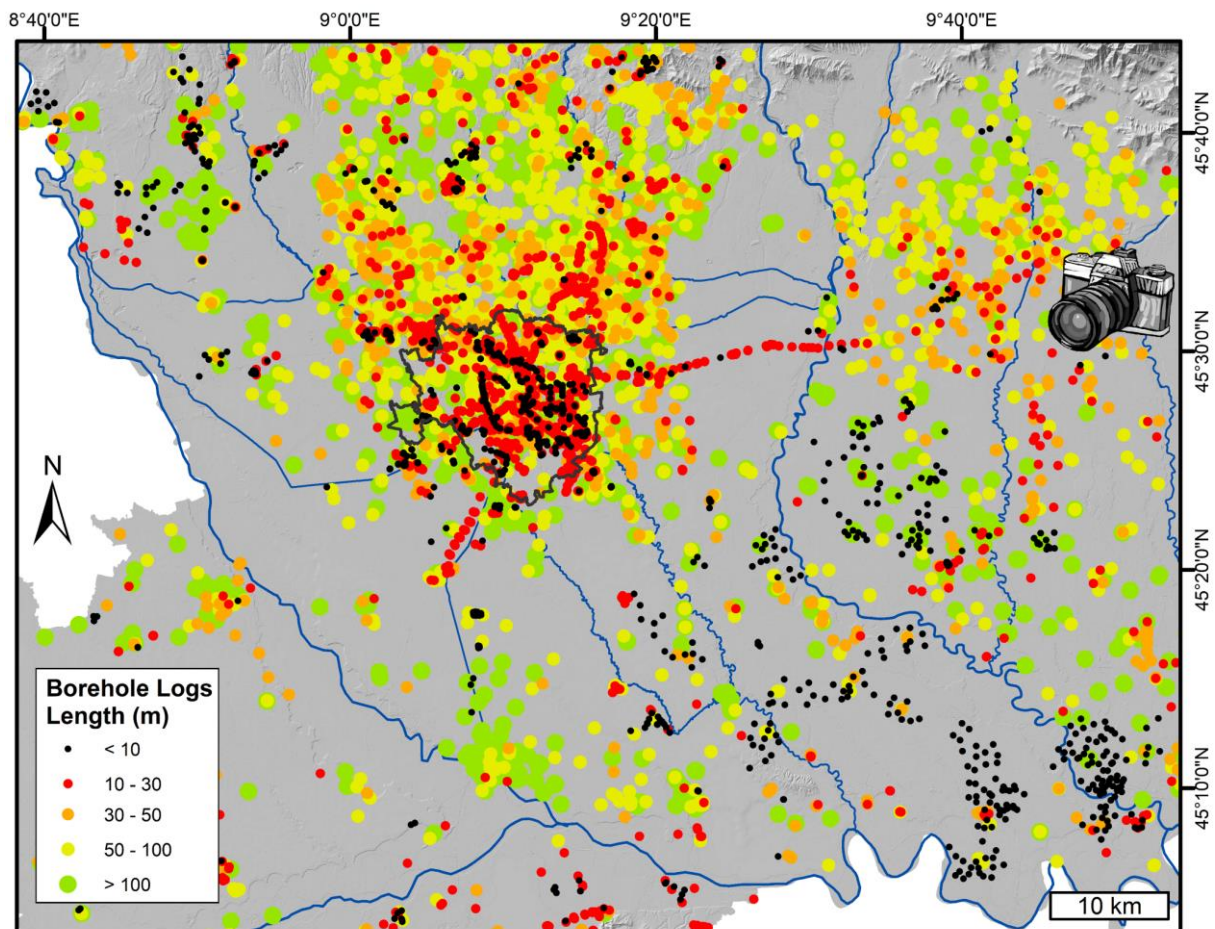 8°40'0"E
9°00'0"E
9°20'0"E
9°40'0"E
45°40'0"N
45°30'0"N
45°20'0"N
45°10'0"N
N
Borehole Logs
Length (m)
< 10
10 - 30
30 - 50
50 - 100
> 100
10 km